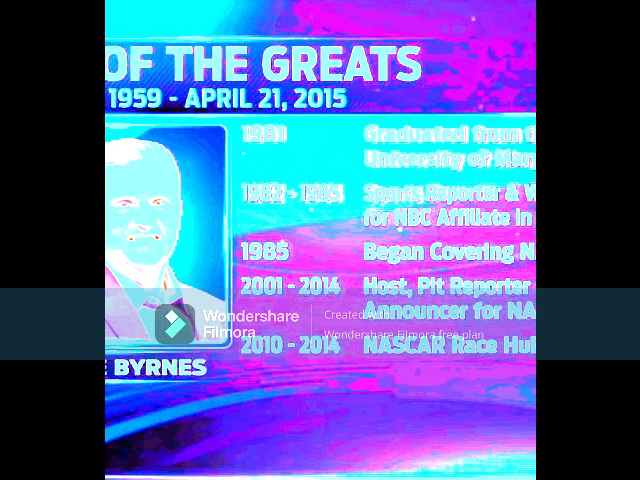 OF THE GREATS
1959 - APRIL 21, 2015
1981 Graduated from
University of
1982 - 1985 Sports Reporter &
for NBC Affiliate in
1985 Began Covering
2001 - 2014 Host, Pit Reporter
Announcer for
2010 - 2014 NASCAR Race
BYRNES
Wondershare
Filmora
Created with
Wondershare Filmora free plan